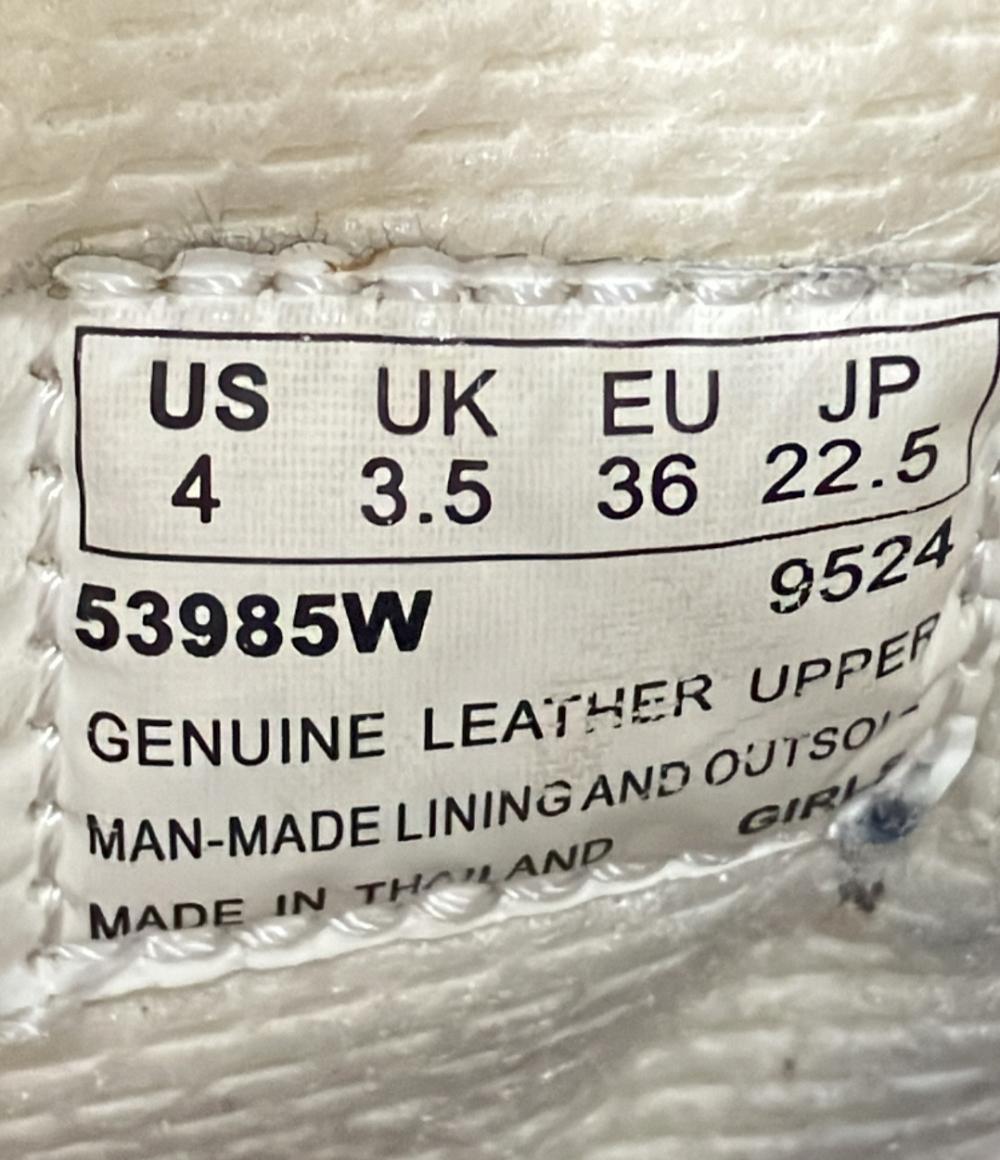 US UK EU JP
4 3.5 36 22.5
53985W 9524
GENUINE LEATHER UPPER
MAN-MADE LINING AND
MADE IN THAILAND